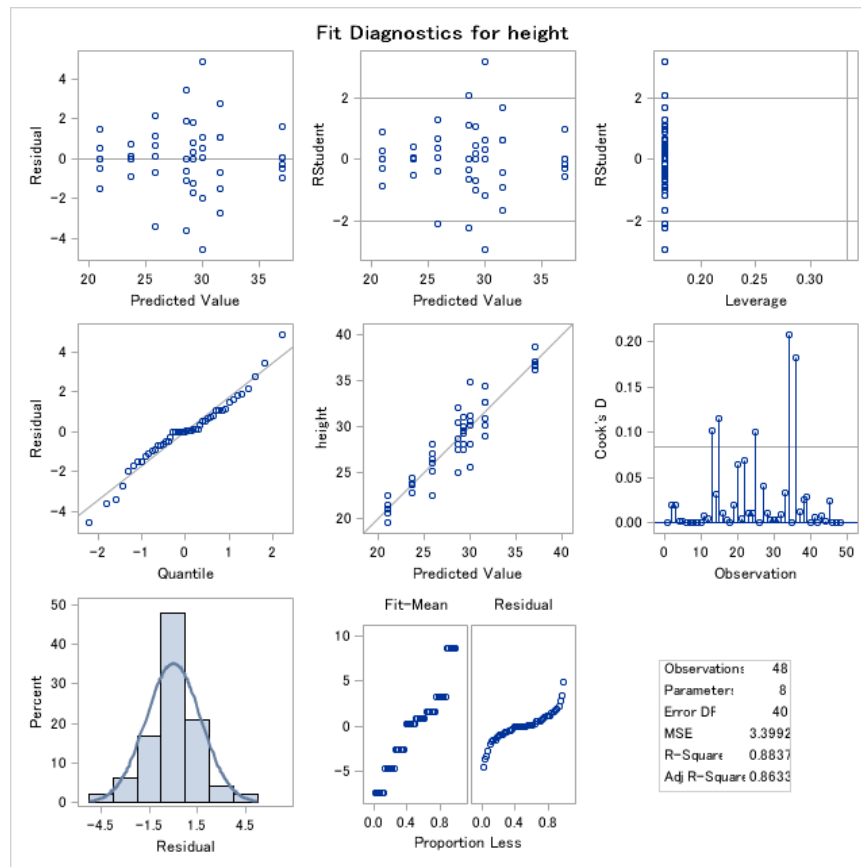 Fit Diagnostics for height
Residual
4
2
0
-2
-4
20 25 30 35
Predicted Value
RStudent
2
0
-2
20 25 30 35
Predicted Value
RStudent
2
0
-2
0.20 0.25 0.30
Leverage
Residual
4
2
0
-2
-4
-2 -1 0 1 2
Quantile
height
40
35
30
25
20
20 25 30 35 40
Predicted Value
Cook's D
0.20
0.15
0.10
0.05
0.00
0 10 20 30 40 50
Observation
Percent
50
40
30
20
10
0
-4.5 -1.5 1.5 4.5
Residual
Fit-Mean Residual
10
5
0
-5
0.0 0.4 0.8 0.0 0.4 0.8
Proportion Less
Observations 48
Parameters 8
Error DF 40
MSE 3.3992
R-Square 0.8837
Adj R-Square 0.8633